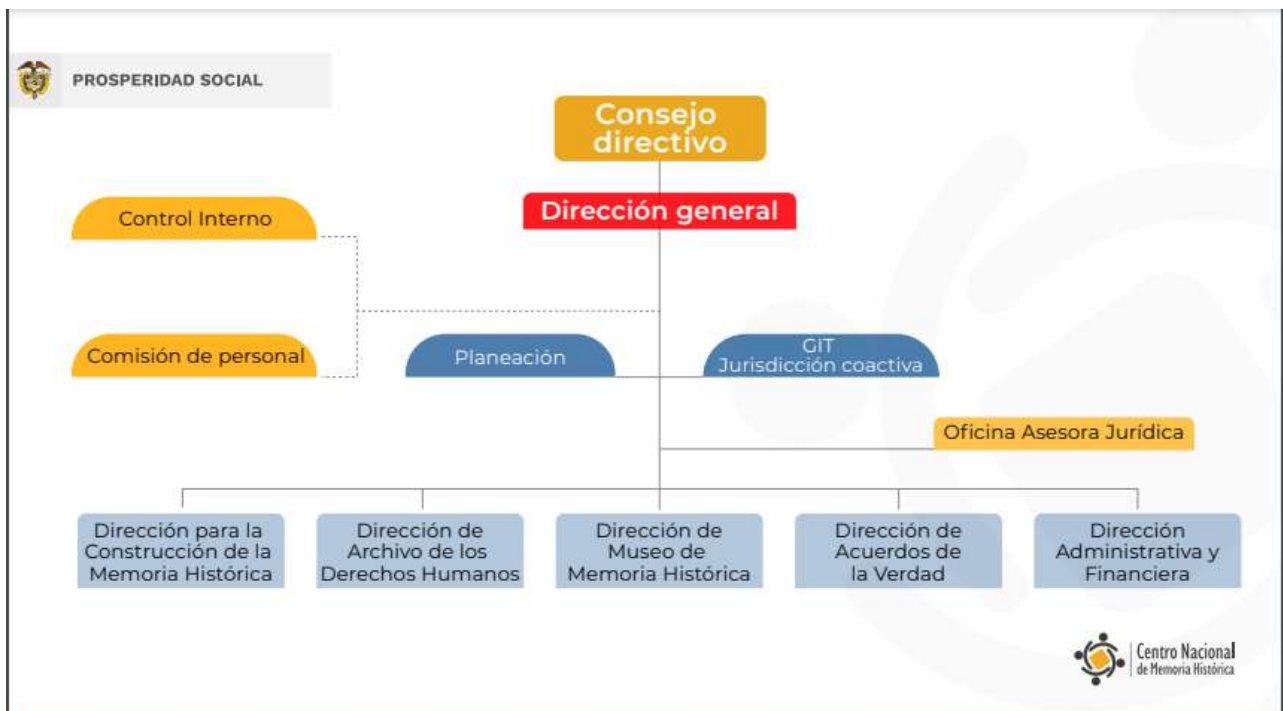 PROSPERIDAD SOCIAL
Consejo
directivo
Dirección general
Control Interno
Comisión de personal
Planeación
GIT
Jurisdicción coactiva
Oficina Asesora Jurídica
Dirección para la
Construcción de la
Memoria Histórica
Dirección de
Archivo de los
Derechos Humanos
Dirección de
Museo de
Memoria Histórica
Dirección de
Acuerdos de
la Verdad
Dirección
Administrativa y
Financiera
Centro Nacional
de Memoria Histórica